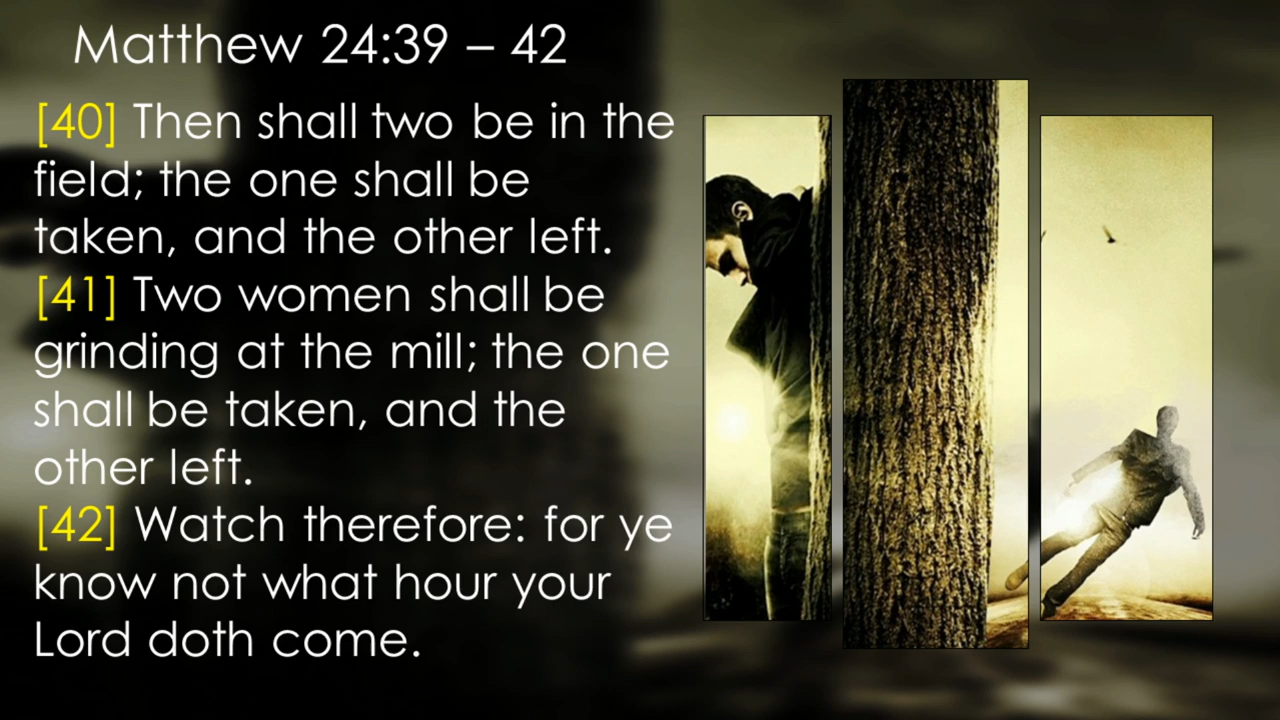 Matthew 24:39 – 42
[40] Then shall two be in the
field; the one shall be
taken, and the other left.
[41] Two women shall be
grinding at the mill; the one
shall be taken, and the
other left.
[42] Watch therefore: for ye
know not what hour your
Lord doth come.